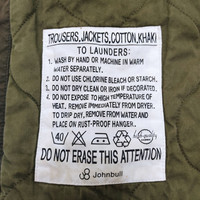 TROUSERS,JACKETS,COTTON,KHAKI
TO LAUNDERS:
1. WASH BY HAND OR MACHINE IN WARM
WATER SEPARATELY.
2. DO NOT USE CHLORINE BLEACH OR STARCH.
3. DO NOT DRY CLEAN OR IRON IF DECORATED.
4. DO NOT EXPOSE TO HIGH TEMPERATURE OF
HEAT. REMOVE IMMEDIATELY FROM DRYER.
TO DRIP DRY, REMOVE FROM WATER AND
PLACE ON RUST-PROOF HANGER.
40
DO NOT ERASE THIS ATTENTION
Johnbull